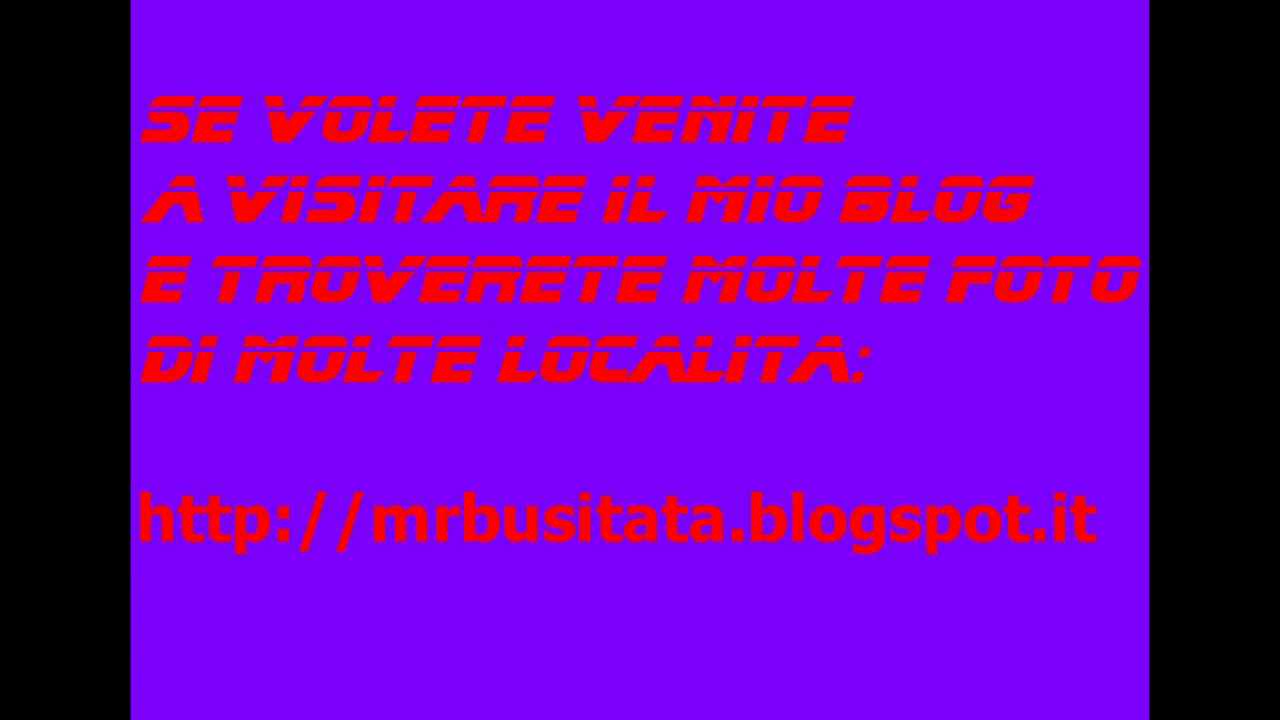 SE VOLETE VENITE
A VISITARE IL MIO BLOG
E TROVERETE MOLTE FOTO
DI MOLTE LOCALITA:
http://mrbusitata.blogspot.it